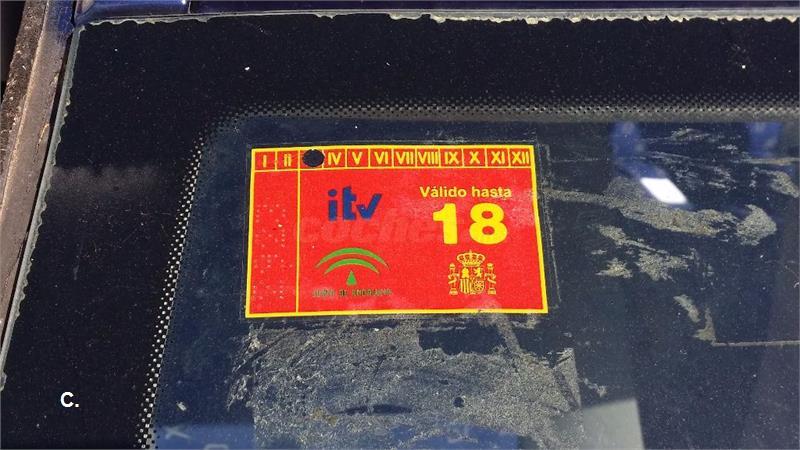 I II IV V VI VII VIII IX X XI XII
itv
Válido hasta
18
C.